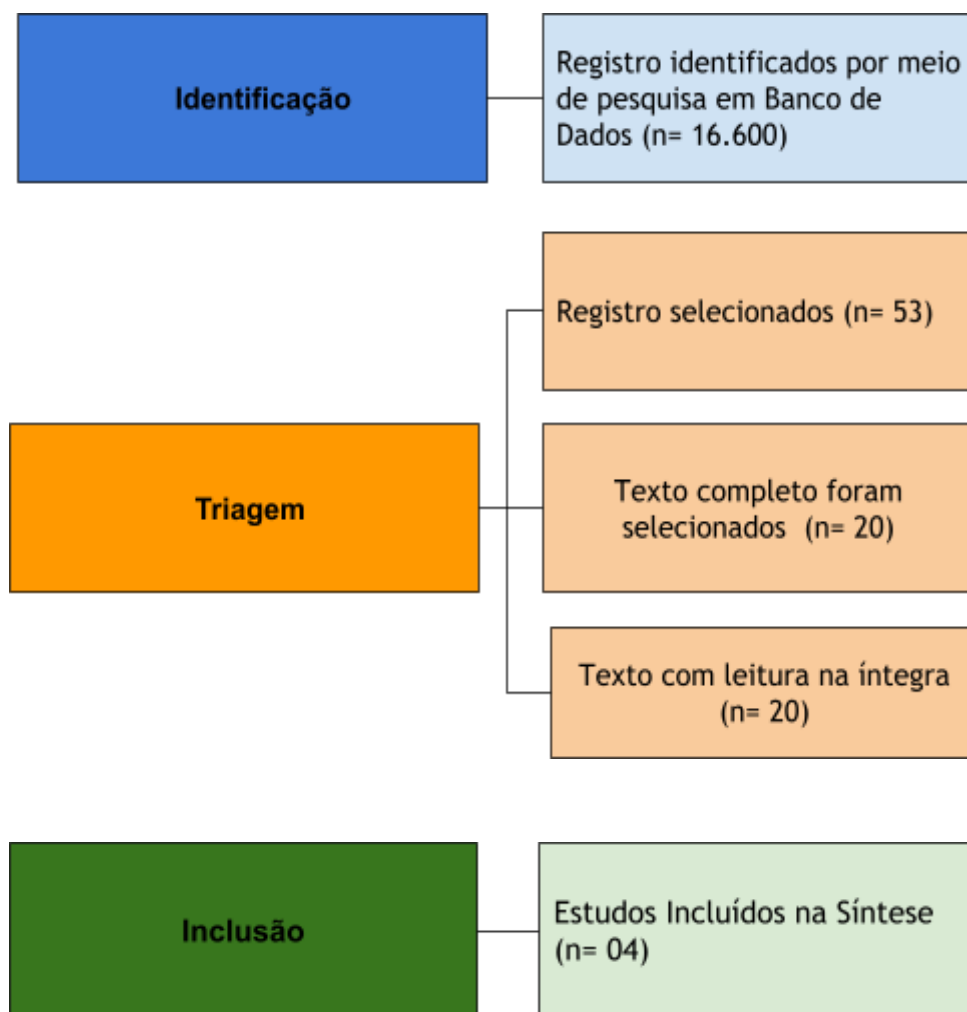 Identificação
Registro identificados por meio
de pesquisa em Banco de
Dados (n= 16.600)
Registro selecionados (n= 53)
Triagem
Texto completo foram
selecionados (n= 20)
Texto com leitura na íntegra
(n= 20)
Inclusão
Estudos Incluídos na Síntese
(n= 04)